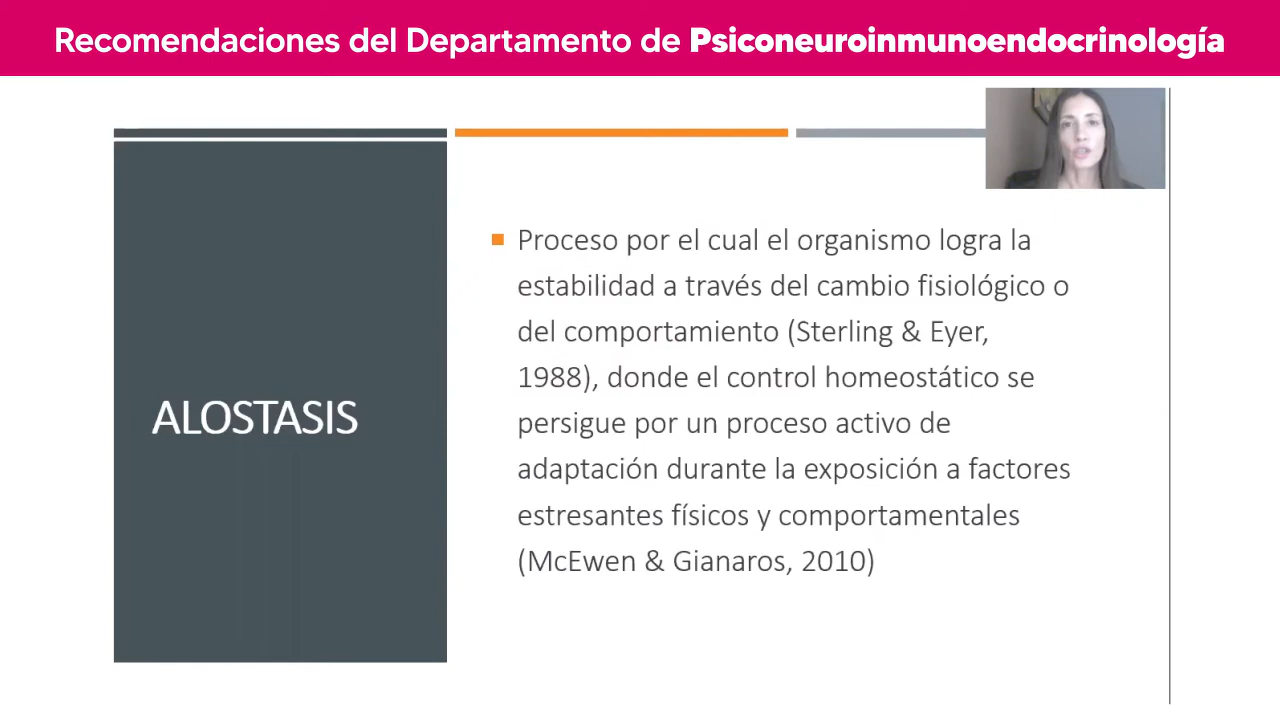 Recomendaciones del Departamento de Psiconeuroinmunoendocrinología
ALOSTASIS
Proceso por el cual el organismo logra la
estabilidad a través del cambio fisiológico o
del comportamiento (Sterling & Eyer,
1988), donde el control homeostático se
persigue por un proceso activo de
adaptación durante la exposición a factores
estresantes físicos y comportamentales
(McEwen & Gianaros, 2010)